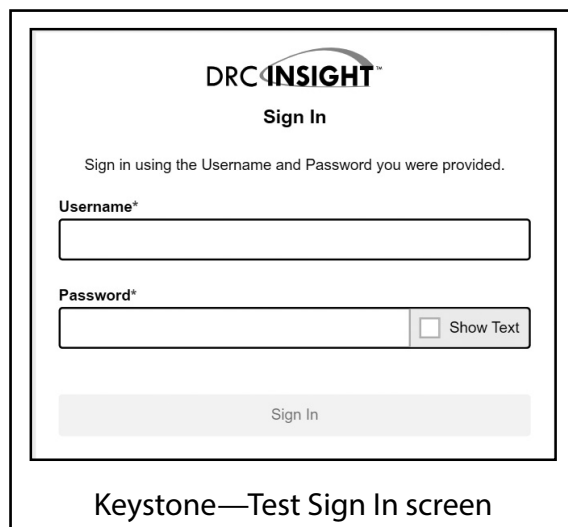 DRC INSIGHT™
Sign In
Sign in using the Username and Password you were provided.
Username*
Password*
Show Text
Sign In
Keystone—Test Sign In screen